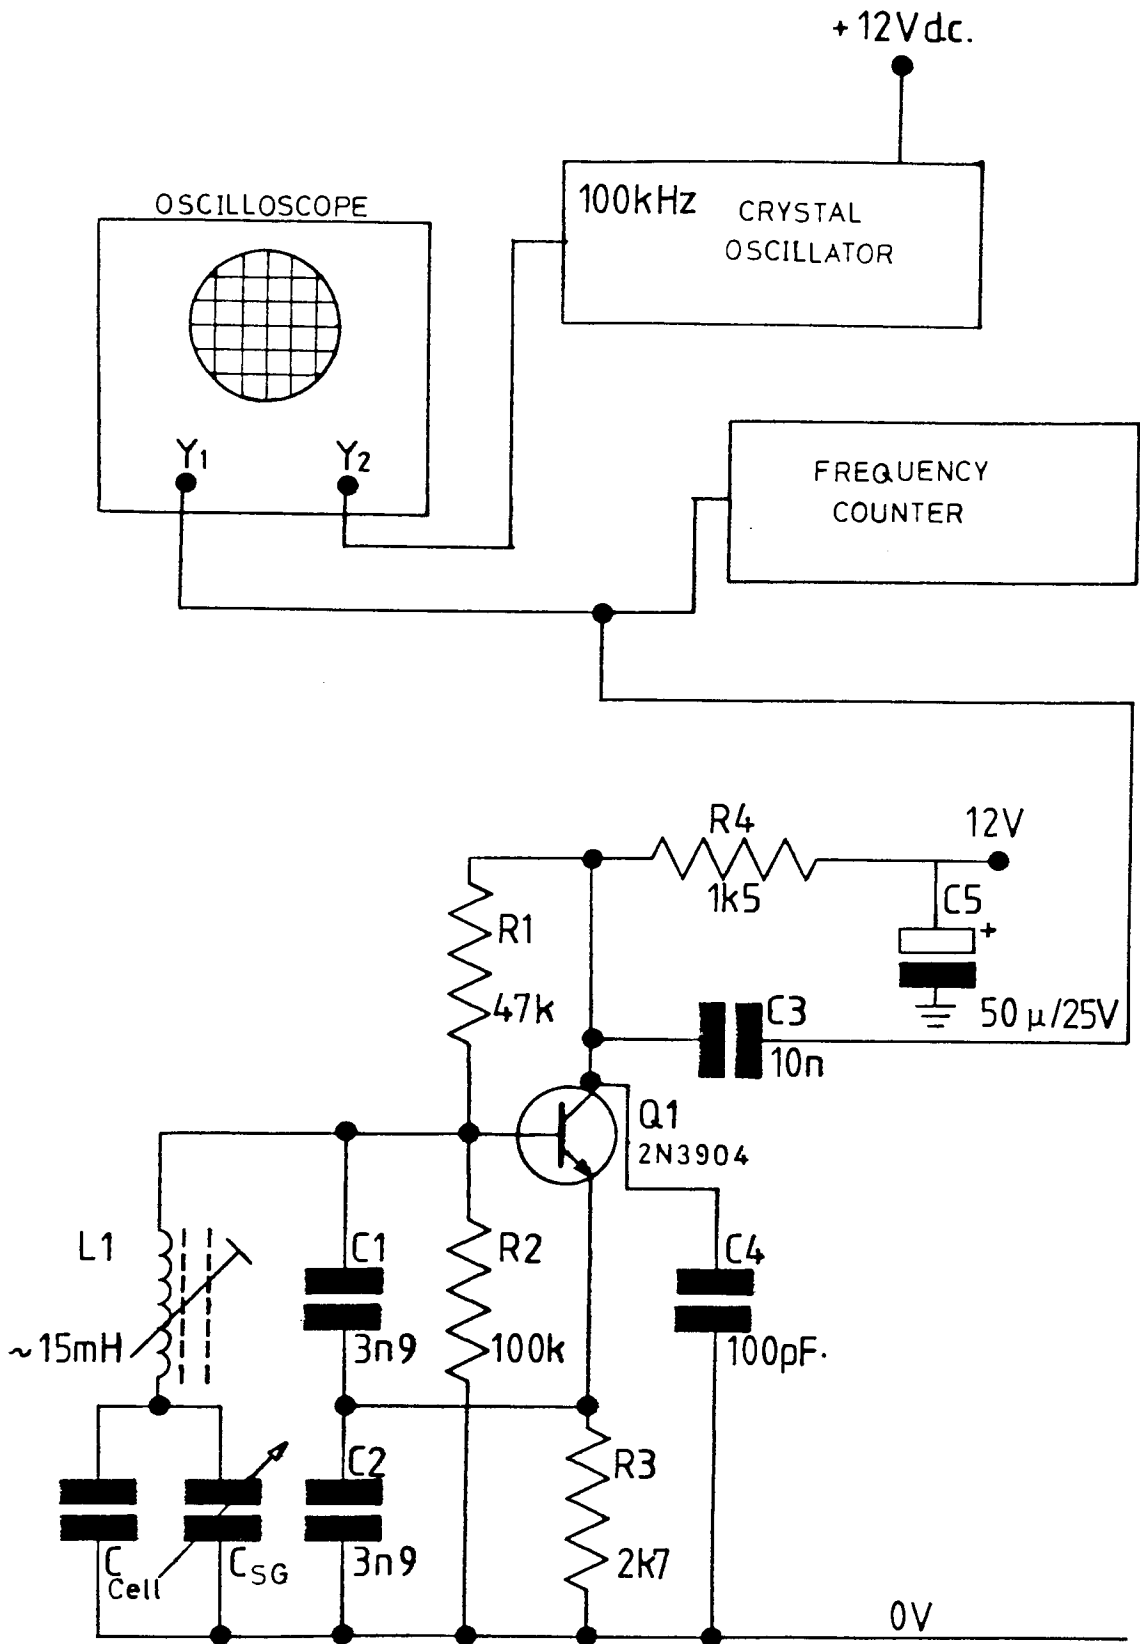 +12Vdc.
OSCILLOSCOPE
100kHz CRYSTAL
OSCILLATOR
Y1
Y2
FREQUENCY
COUNTER
R4
12V
1k5
C5
+
R1
47k
C3
50μ/25V
10n
Q1
2N3904
L1
C1
R2
C4
~15mH
3n9
100k
100pF.
C2
R3
C Cell
CSG
3n9
2k7
0V